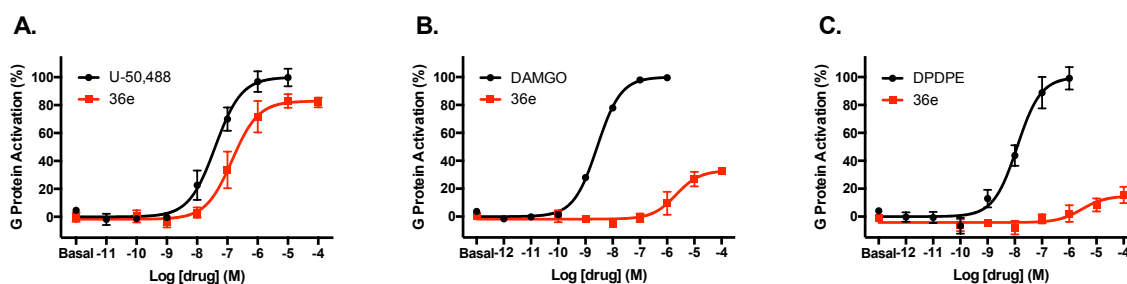 A.
G Protein Activation (%)
100
80
60
40
20
0
U-50,488
36e
Basal -11 -10 -9 -8 -7 -6 -5 -4
Log [drug] (M)
B.
G Protein Activation (%)
100
80
60
40
20
0
DAMGO
36e
Basal -12 -11 -10 -9 -8 -7 -6 -5 -4
Log [drug] (M)
C.
G Protein Activation (%)
100
80
60
40
20
0
DPDPE
36e
Basal -12 -11 -10 -9 -8 -7 -6 -5 -4
Log [drug] (M)